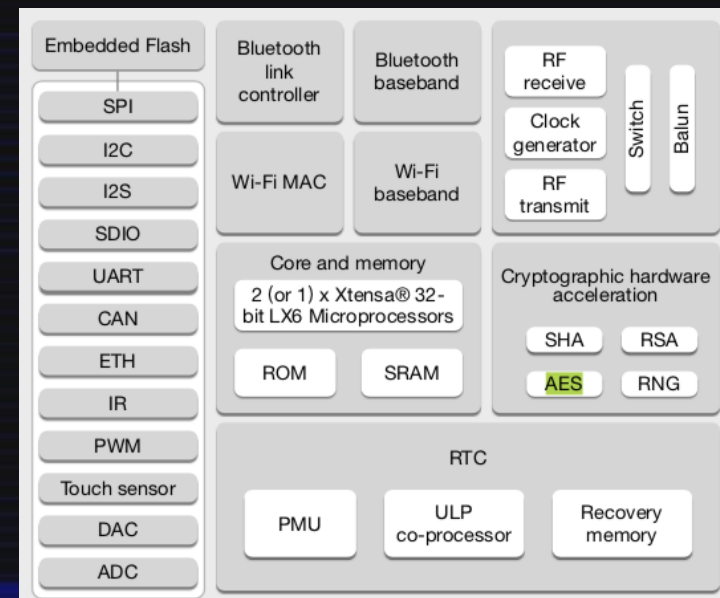 Embedded Flash
SPI
I2C
I2S
SDIO
UART
CAN
ETH
IR
PWM
Touch sensor
DAC
ADC
Bluetooth
link
controller
Bluetooth
baseband
Wi-Fi MAC
Wi-Fi
baseband
RF
receive
Clock
generator
RF
transmit
Switch
Balun
Core and memory
2 (or 1) x Xtensa® 32-
bit LX6 Microprocessors
ROM
SRAM
Cryptographic hardware
acceleration
SHA
RSA
AES
RNG
RTC
PMU
ULP
co-processor
Recovery
memory